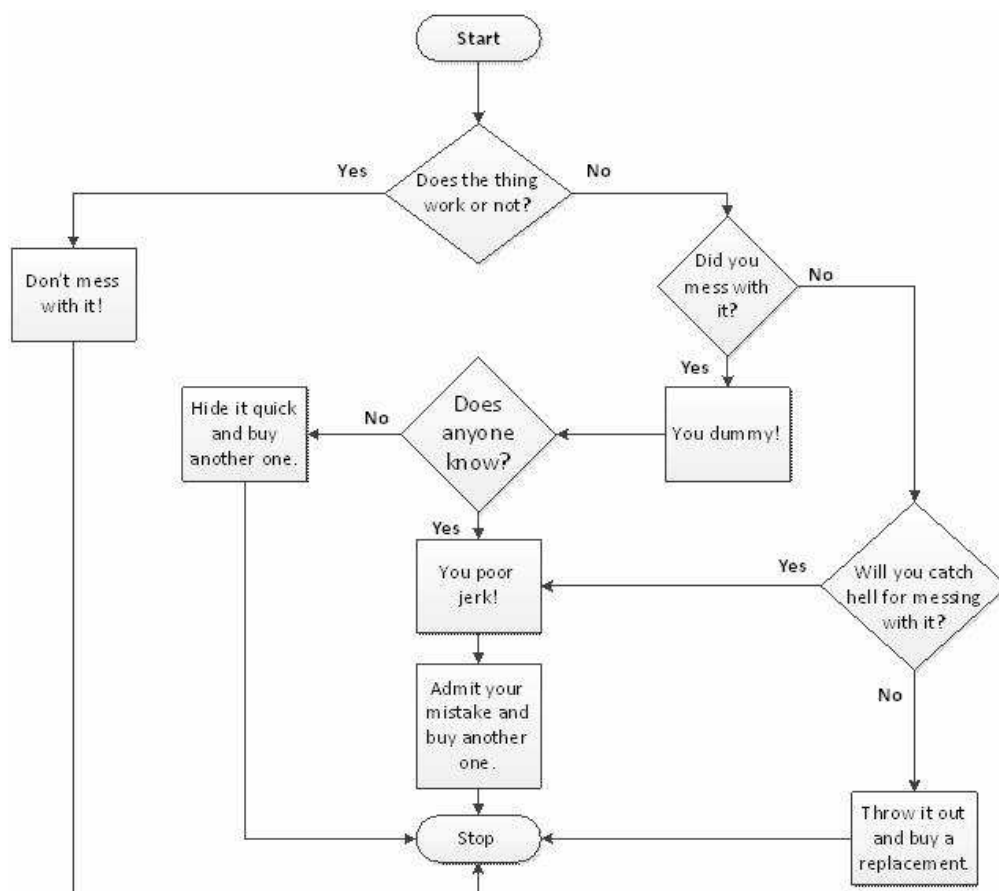 Start
Yes
No
Does the thing
work or not?
Don't mess
with it!
Did you
mess with
it?
No
Yes
Hide it quick
and buy
another one.
No
Does
anyone
know?
You dummy!
Yes
You poor
jerk!
Yes
Will you catch
hell for messing
with it?
No
Admit your
mistake and
buy another
one.
Throw it out
and buy a
replacement.
Stop